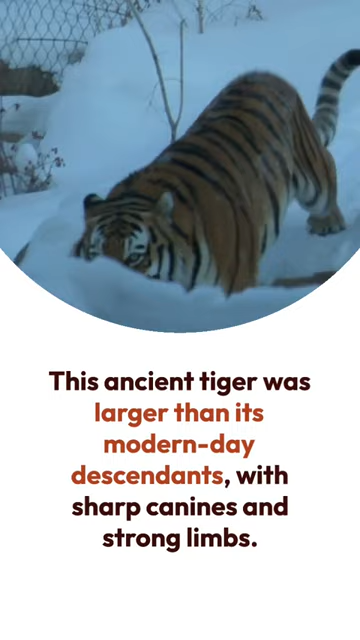 This ancient tiger was
larger than its
modern-day
descendants, with
sharp canines and
strong limbs.